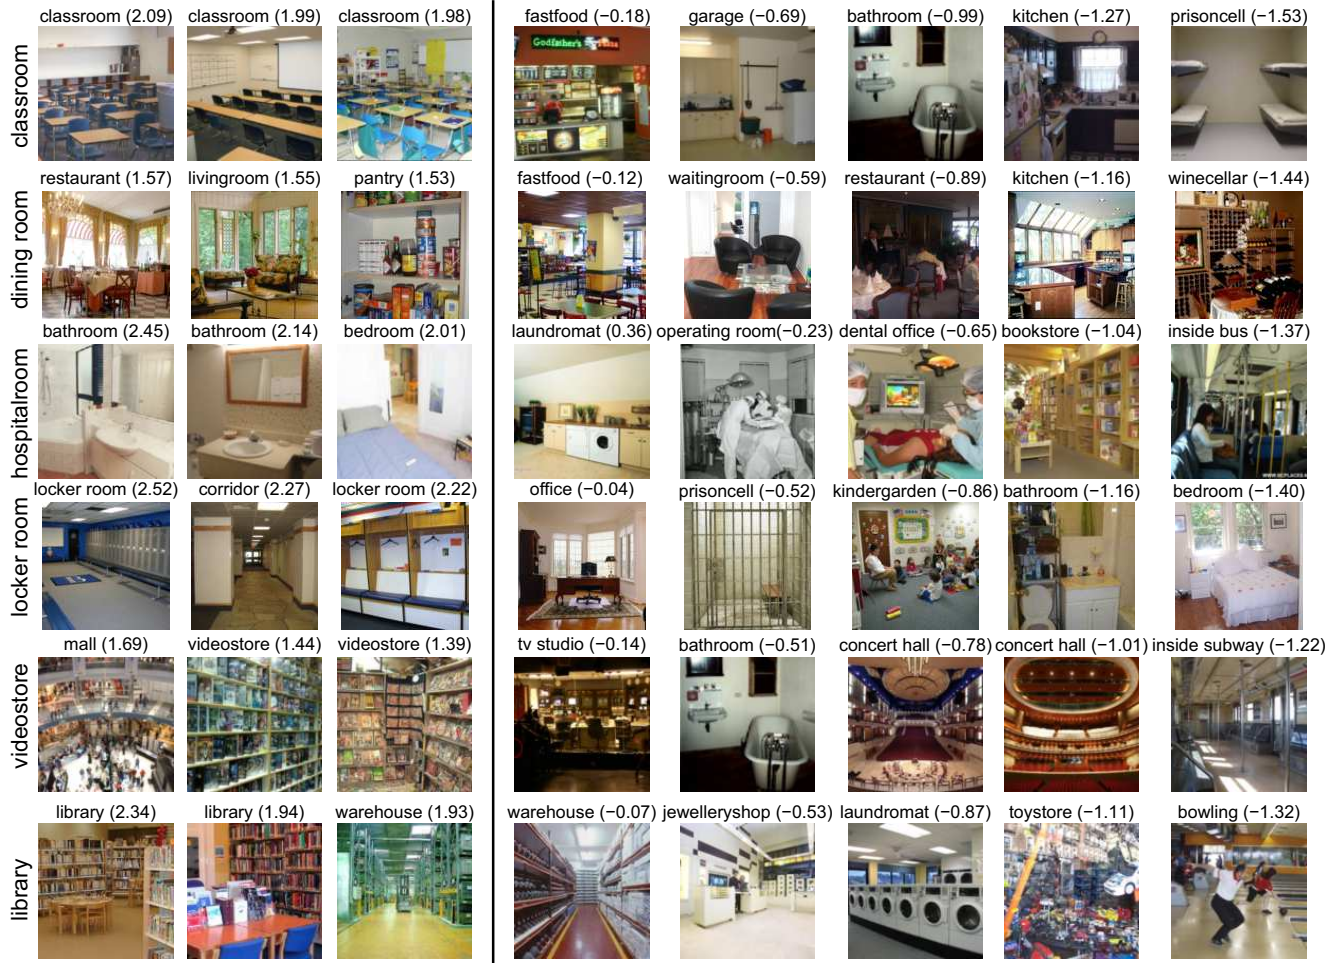 classroom (2.09) classroom (1.99) classroom (1.98) fastfood (−0.18) garage (−0.69) bathroom (−0.99) kitchen (−1.27) prisoncell (−1.53)
classroom
Godfather's
restaurant (1.57) livingroom (1.55) pantry (1.53) fastfood (−0.12) waitingroom (−0.59) restaurant (−0.89) kitchen (−1.16) winecellar (−1.44)
dining room
bathroom (2.45) bathroom (2.14) bedroom (2.01) laundromat (0.36) operating room(−0.23) dental office (−0.65) bookstore (−1.04) inside bus (−1.37)
hospitalroom
locker room (2.52) corridor (2.27) locker room (2.22) office (−0.04) prisoncell (−0.52) kindergarden (−0.86) bathroom (−1.16) bedroom (−1.40)
locker room
mall (1.69) videostore (1.44) videostore (1.39) tv studio (−0.14) bathroom (−0.51) concert hall (−0.78) concert hall (−1.01) inside subway (−1.22)
videostore
library (2.34) library (1.94) warehouse (1.93) warehouse (−0.07) jewelleryshop (−0.53) laundromat (−0.87) toystore (−1.11) bowling (−1.32)
library